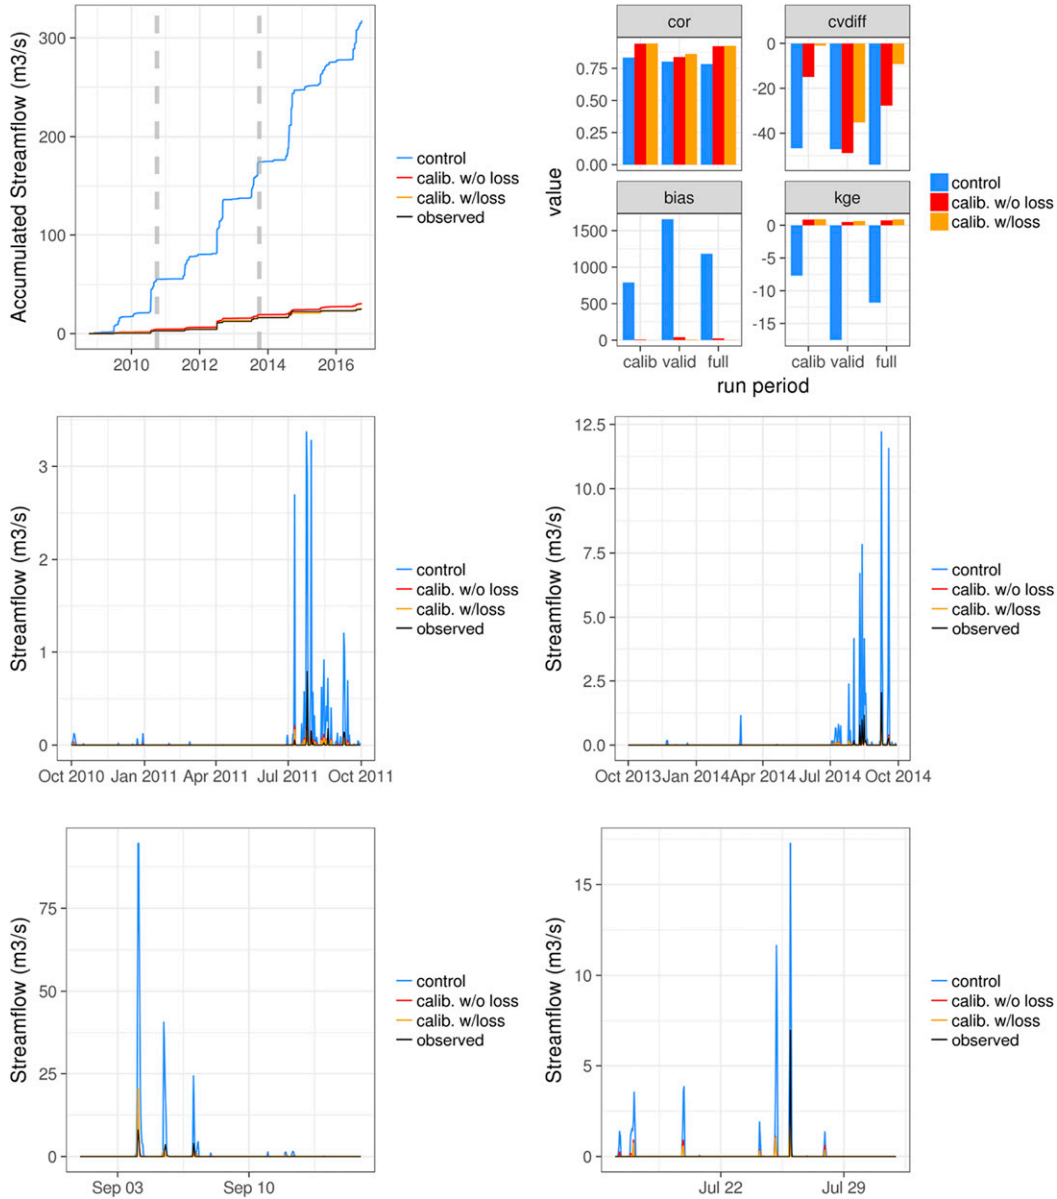 Accumulated Streamflow (m3/s)
300
200
100
0
2010 2012 2014 2016
control
calib. w/o loss
calib. w/loss
observed
value
cor
0.75
0.50
0.25
0.00
cvdiff
0
-20
-40
bias
1500
1000
500
0
kge
0
-5
-10
-15
calib valid full
calib valid full
run period
control
calib. w/o loss
calib. w/loss
Streamflow (m3/s)
3
2
1
0
Oct 2010 Jan 2011 Apr 2011 Jul 2011 Oct 2011
control
calib. w/o loss
calib. w/loss
observed
Streamflow (m3/s)
12.5
10.0
7.5
5.0
2.5
0.0
Oct 2013 Jan 2014 Apr 2014 Jul 2014 Oct 2014
control
calib. w/o loss
calib. w/loss
observed
Streamflow (m3/s)
75
50
25
0
Sep 03 Sep 10
control
calib. w/o loss
calib. w/loss
observed
Streamflow (m3/s)
15
10
5
0
Jul 22 Jul 29
control
calib. w/o loss
calib. w/loss
observed